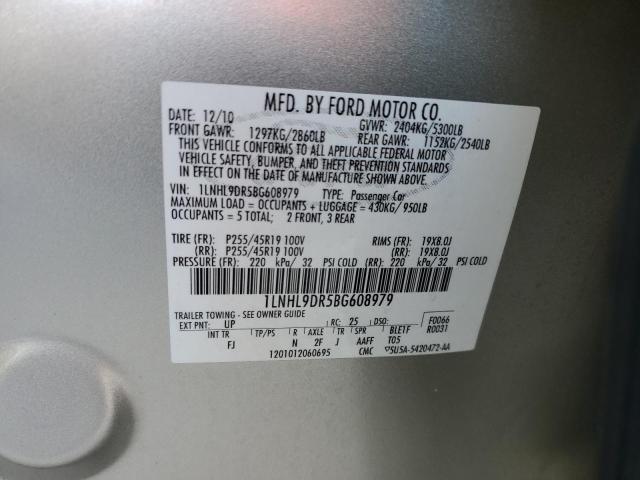 MFD. BY FORD MOTOR CO.
DATE: 12/10 GVWR: 2404KG/5300LB
FRONT GAWR: 1297KG/2860LB REAR GAWR: 1152KG/2540LB
THIS VEHICLE CONFORMS TO ALL APPLICABLE FEDERAL MOTOR
VEHICLE SAFETY, BUMPER, AND THEFT PREVENTION STANDARDS
IN EFFECT ON THE DATE OF MANUFACTURE SHOWN ABOVE.
VIN: 1LNHL9DR5BG608979 TYPE: Passenger Car
MAXIMUM LOAD = OCCUPANTS + LUGGAGE = 430KG/950LB
OCCUPANTS = 5 TOTAL; 2 FRONT, 3 REAR
TIRE (FR): P255/45R19 100V RIMS (FR): 19X8.0J
(RR): P255/45R19 100V (RR): 19X8.0J
PRESSURE (FR): 220 kPa/ 32 PSI COLD (RR): 220 kPa/ 32 PSI COLD
1LNHL9DR5BG608979
TRAILER TOWING - SEE OWNER GUIDE
EXT PNT: UP RC: 25 DSO: F0066
R0031
INT TR TP/PS R AXLE TR SPR BLETF
FJ N 2F J AAFF T05
1201012060695 CMC 5U5A-5420472-AA